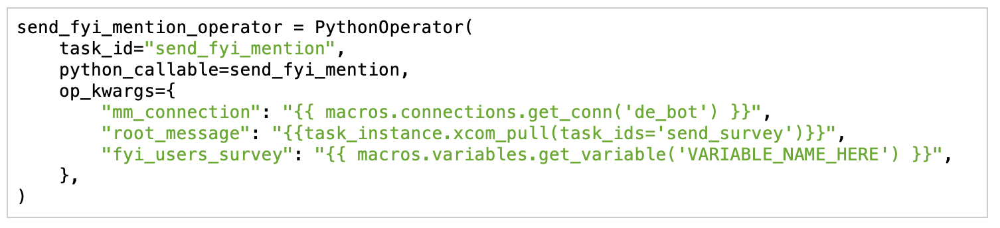 send_fyi_mention_operator = PythonOperator(
    task_id="send_fyi_mention",
    python_callable=send_fyi_mention,
    op_kwargs={
        "mm_connection": "{{ macros.connections.get_conn('de_bot') }}",
        "root_message": "{{task_instance.xcom_pull(task_ids='send_survey')}}",
        "fyi_users_survey": "{{ macros.variables.get_variable('VARIABLE_NAME_HERE') }}",
    },
)